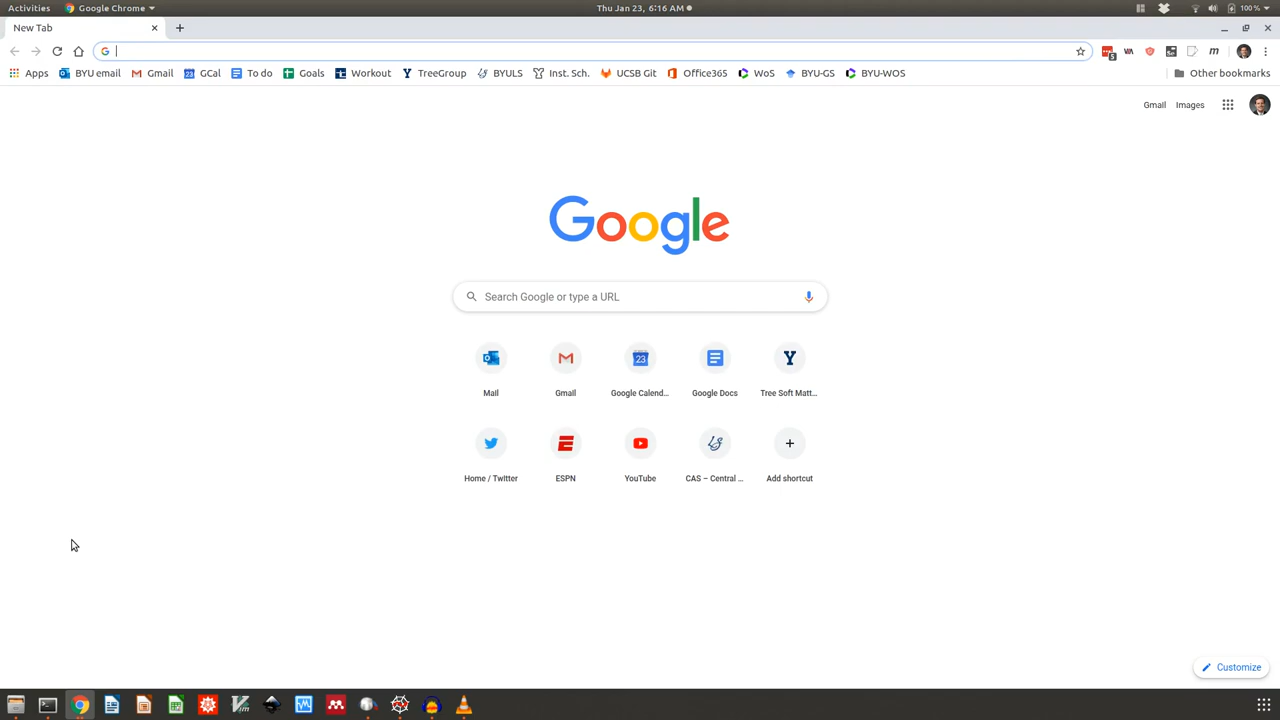 Activities
Google Chrome
Thu Jan 23, 6:16 AM
100 %
New Tab
5
m
Apps
BYU email
Gmail
GCal
To do
Goals
Workout
TreeGroup
BYULS
Inst. Sch.
UCSB Git
Office365
WoS
BYU-GS
BYU-WOS
Other bookmarks
Gmail
Images
Google
Search Google or type a URL
23
Y
Mail
Gmail
Google Calend...
Google Docs
Tree Soft Matt...
Home / Twitter
ESPN
YouTube
CAS – Central ...
Add shortcut
Customize